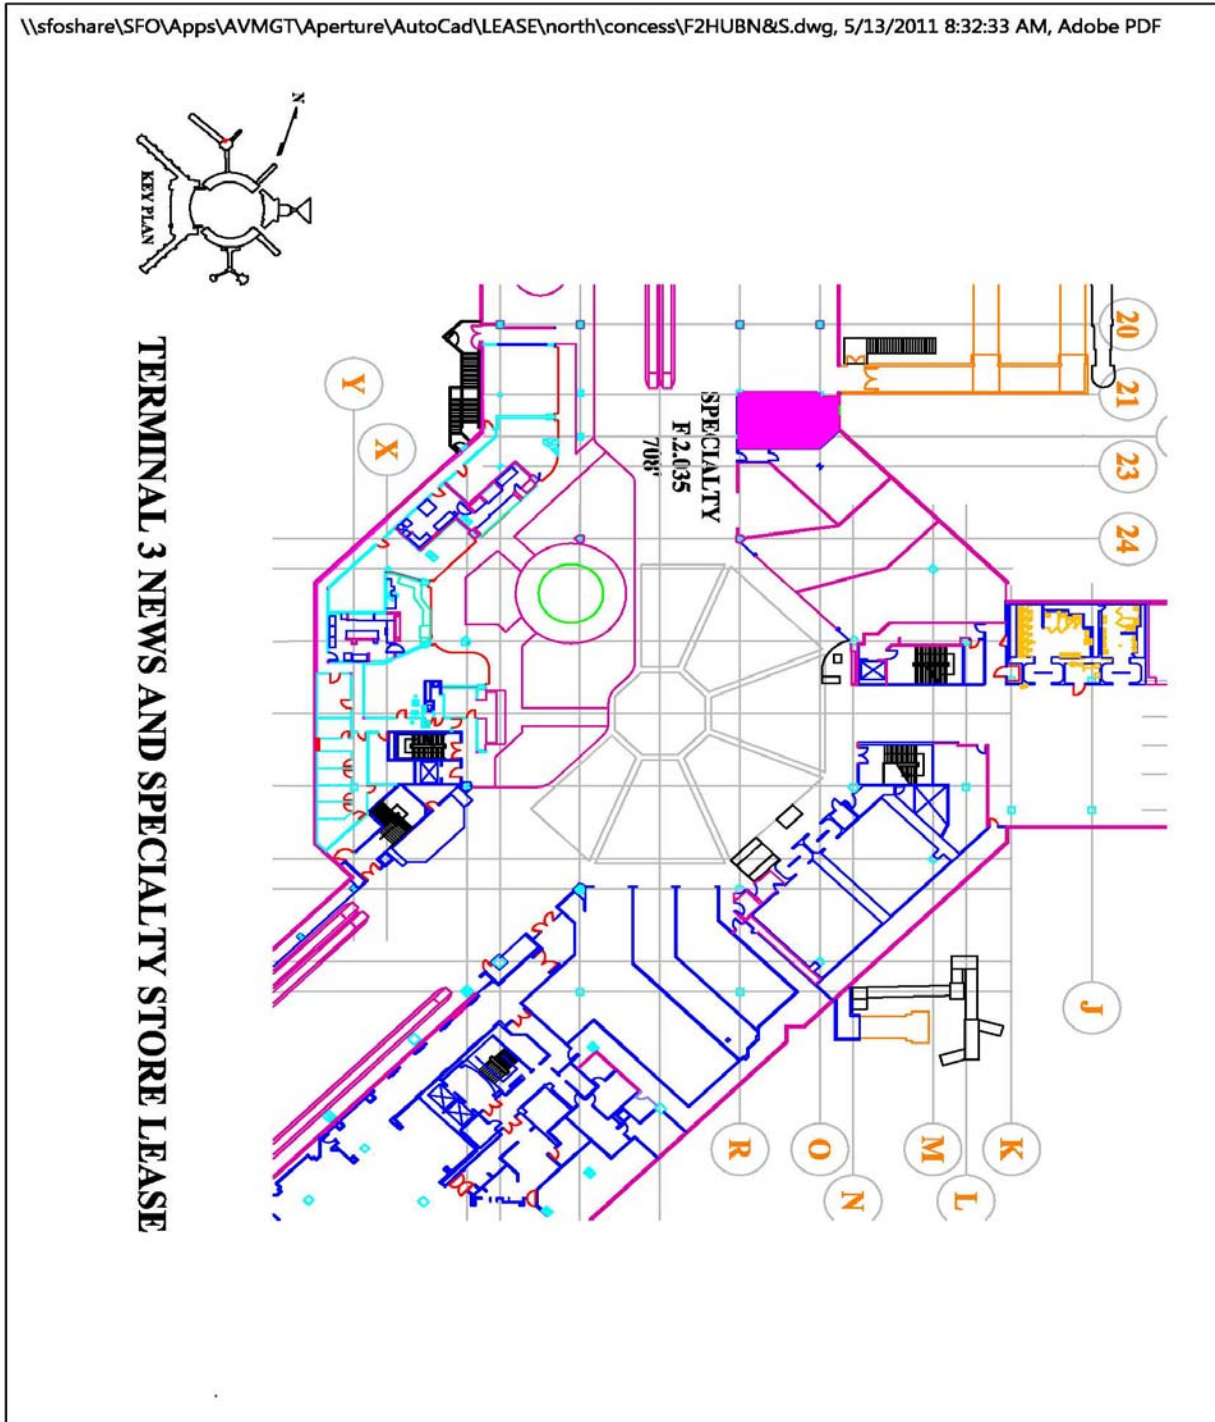 \\sfoshare\SFO\Apps\AVMGT\Aperture\AutoCad\LEASE\north\concess\F2HUBN&S.dwg, 5/13/2011 8:32:33 AM, Adobe PDF
N
KEY PLAN
TERMINAL 3 NEWS AND SPECIALTY STORE LEASE
20
21
23
24
Y
X
SPECIALTY
F.2.035
708'
J
R
O
N
M
L
K